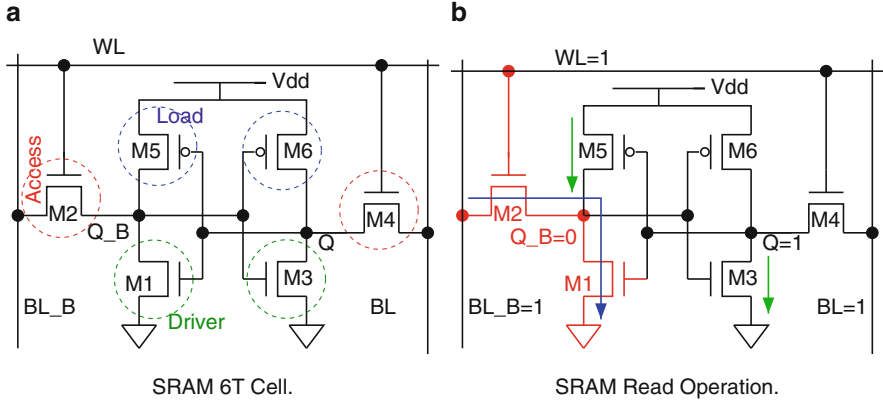 a
WL
Vdd
Load
M5
M6
Access
M2
M4
Q_B
Q
M1
M3
BL_B
Driver
BL
SRAM 6T Cell.
b
WL=1
Vdd
M5
M6
M2
M4
Q_B=0
Q=1
M1
M3
BL_B=1
BL=1
SRAM Read Operation.